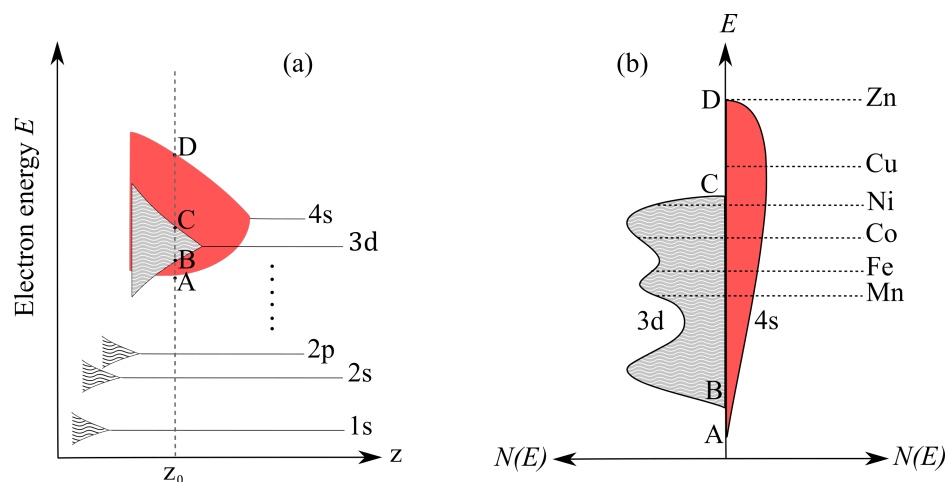 (a)
Electron energy E
D
C
4s
3d
B
A
2p
2s
1s
z
z₀
(b)
E
D
Zn
Cu
C
Ni
Co
Fe
Mn
3d
4s
B
A
N(E)
N(E)